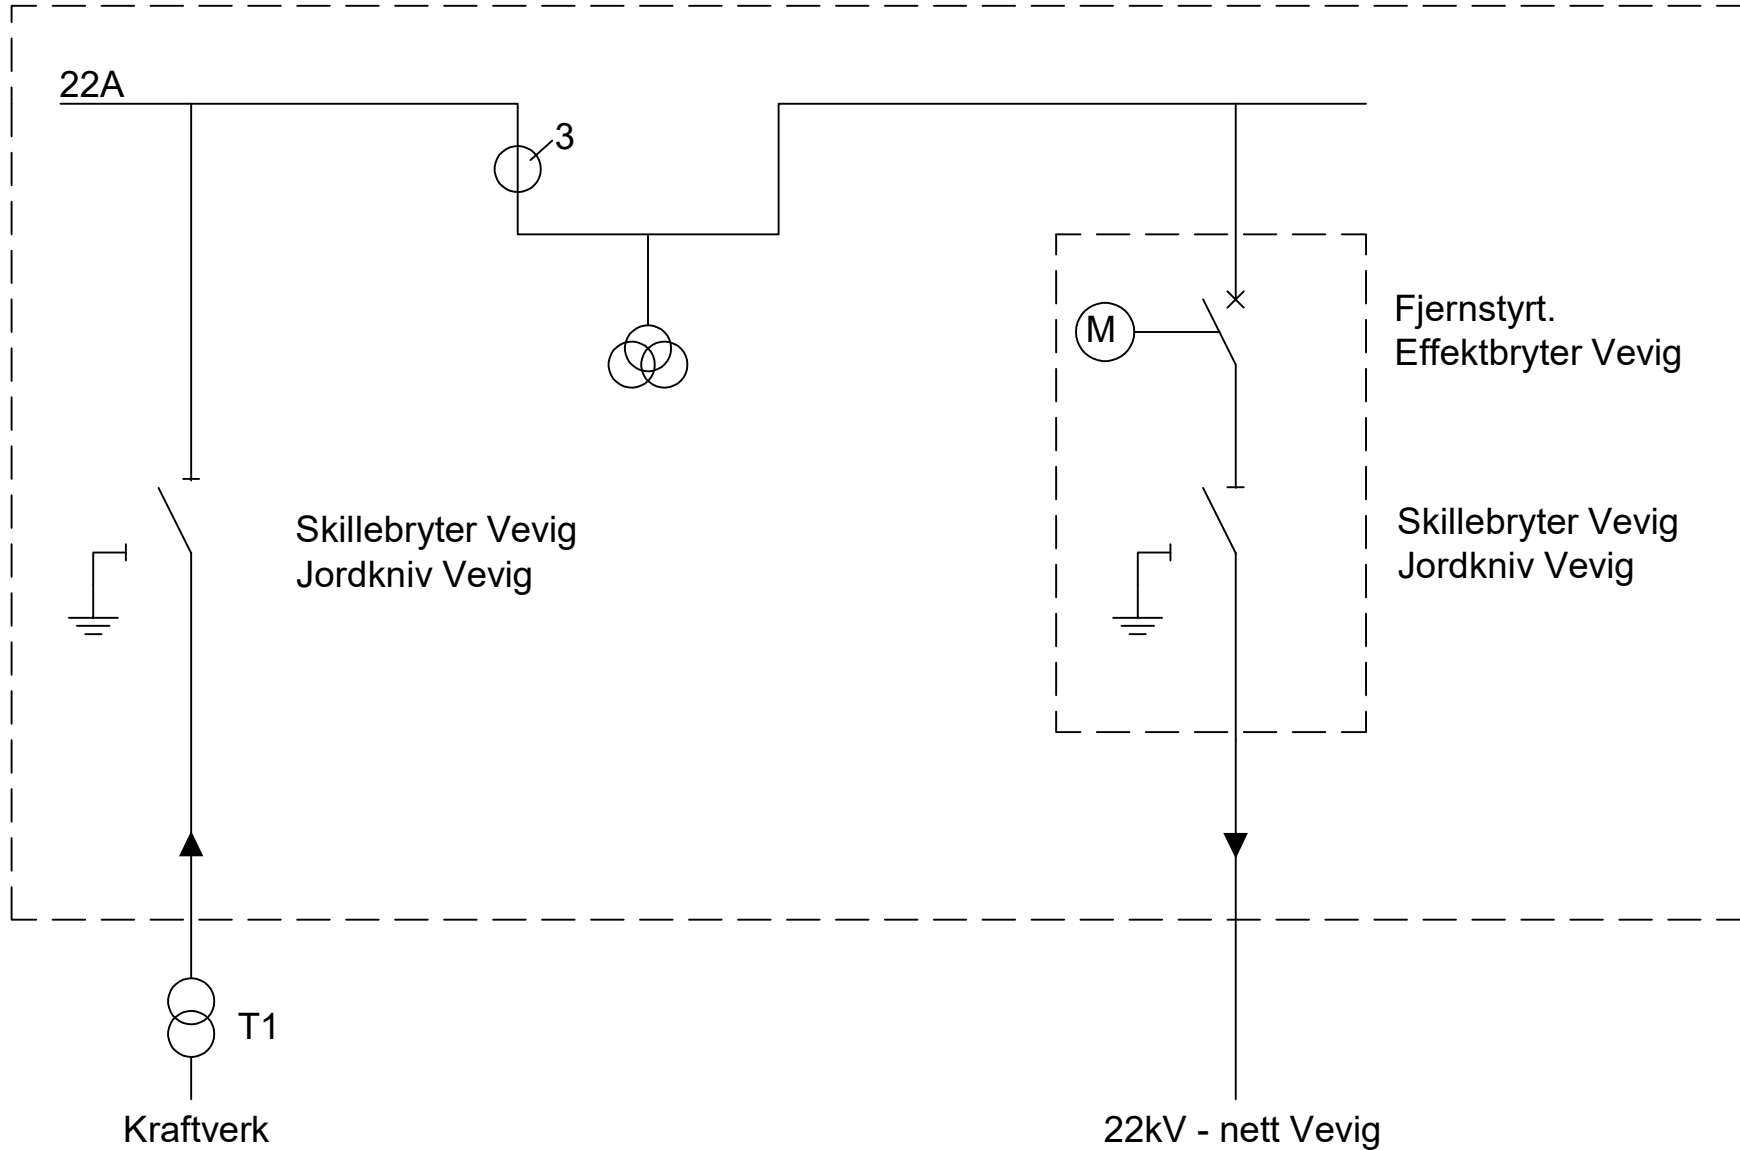 22A
3
M
Fjernstyrt.
Effektbryter Vevig
Skillebryter Vevig
Jordkniv Vevig
Skillebryter Vevig
Jordkniv Vevig
T1
Kraftverk
22kV - nett Vevig